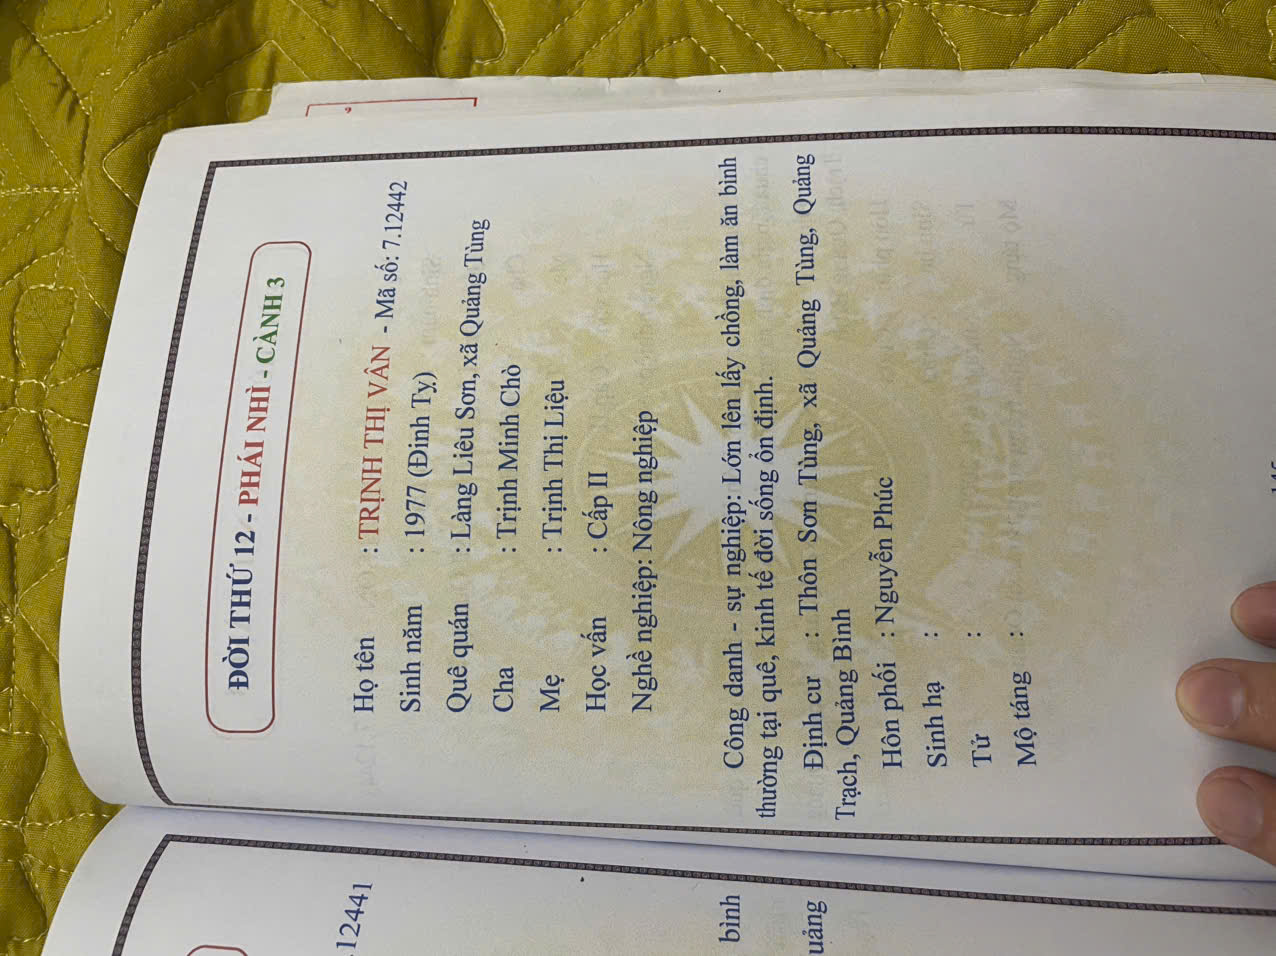 ĐỜI THỨ 12 - PHÁI NHÌ - CÀNH 3
Họ tên : TRỊNH THỊ VÂN - Mã số: 7.12442
Sinh năm : 1977 (Đinh Tỵ)
Quê quán : Làng Liêu Sơn, xã Quảng Tùng
Cha : Trịnh Minh Chò
Mẹ : Trịnh Thị Liệu
Học vấn : Cấp II
Nghề nghiệp: Nông nghiệp
Công danh - sự nghiệp: Lớn lên lấy chồng, làm ăn bình
thường tại quê, kinh tế đời sống ổn định.
Định cư : Thôn Sơn Tùng, xã Quảng Tùng, Quảng
Trạch, Quảng Bình
Hôn phối : Nguyễn Phúc
Sinh hạ :
Tử :
Mộ táng :
.12441
bình
uảng